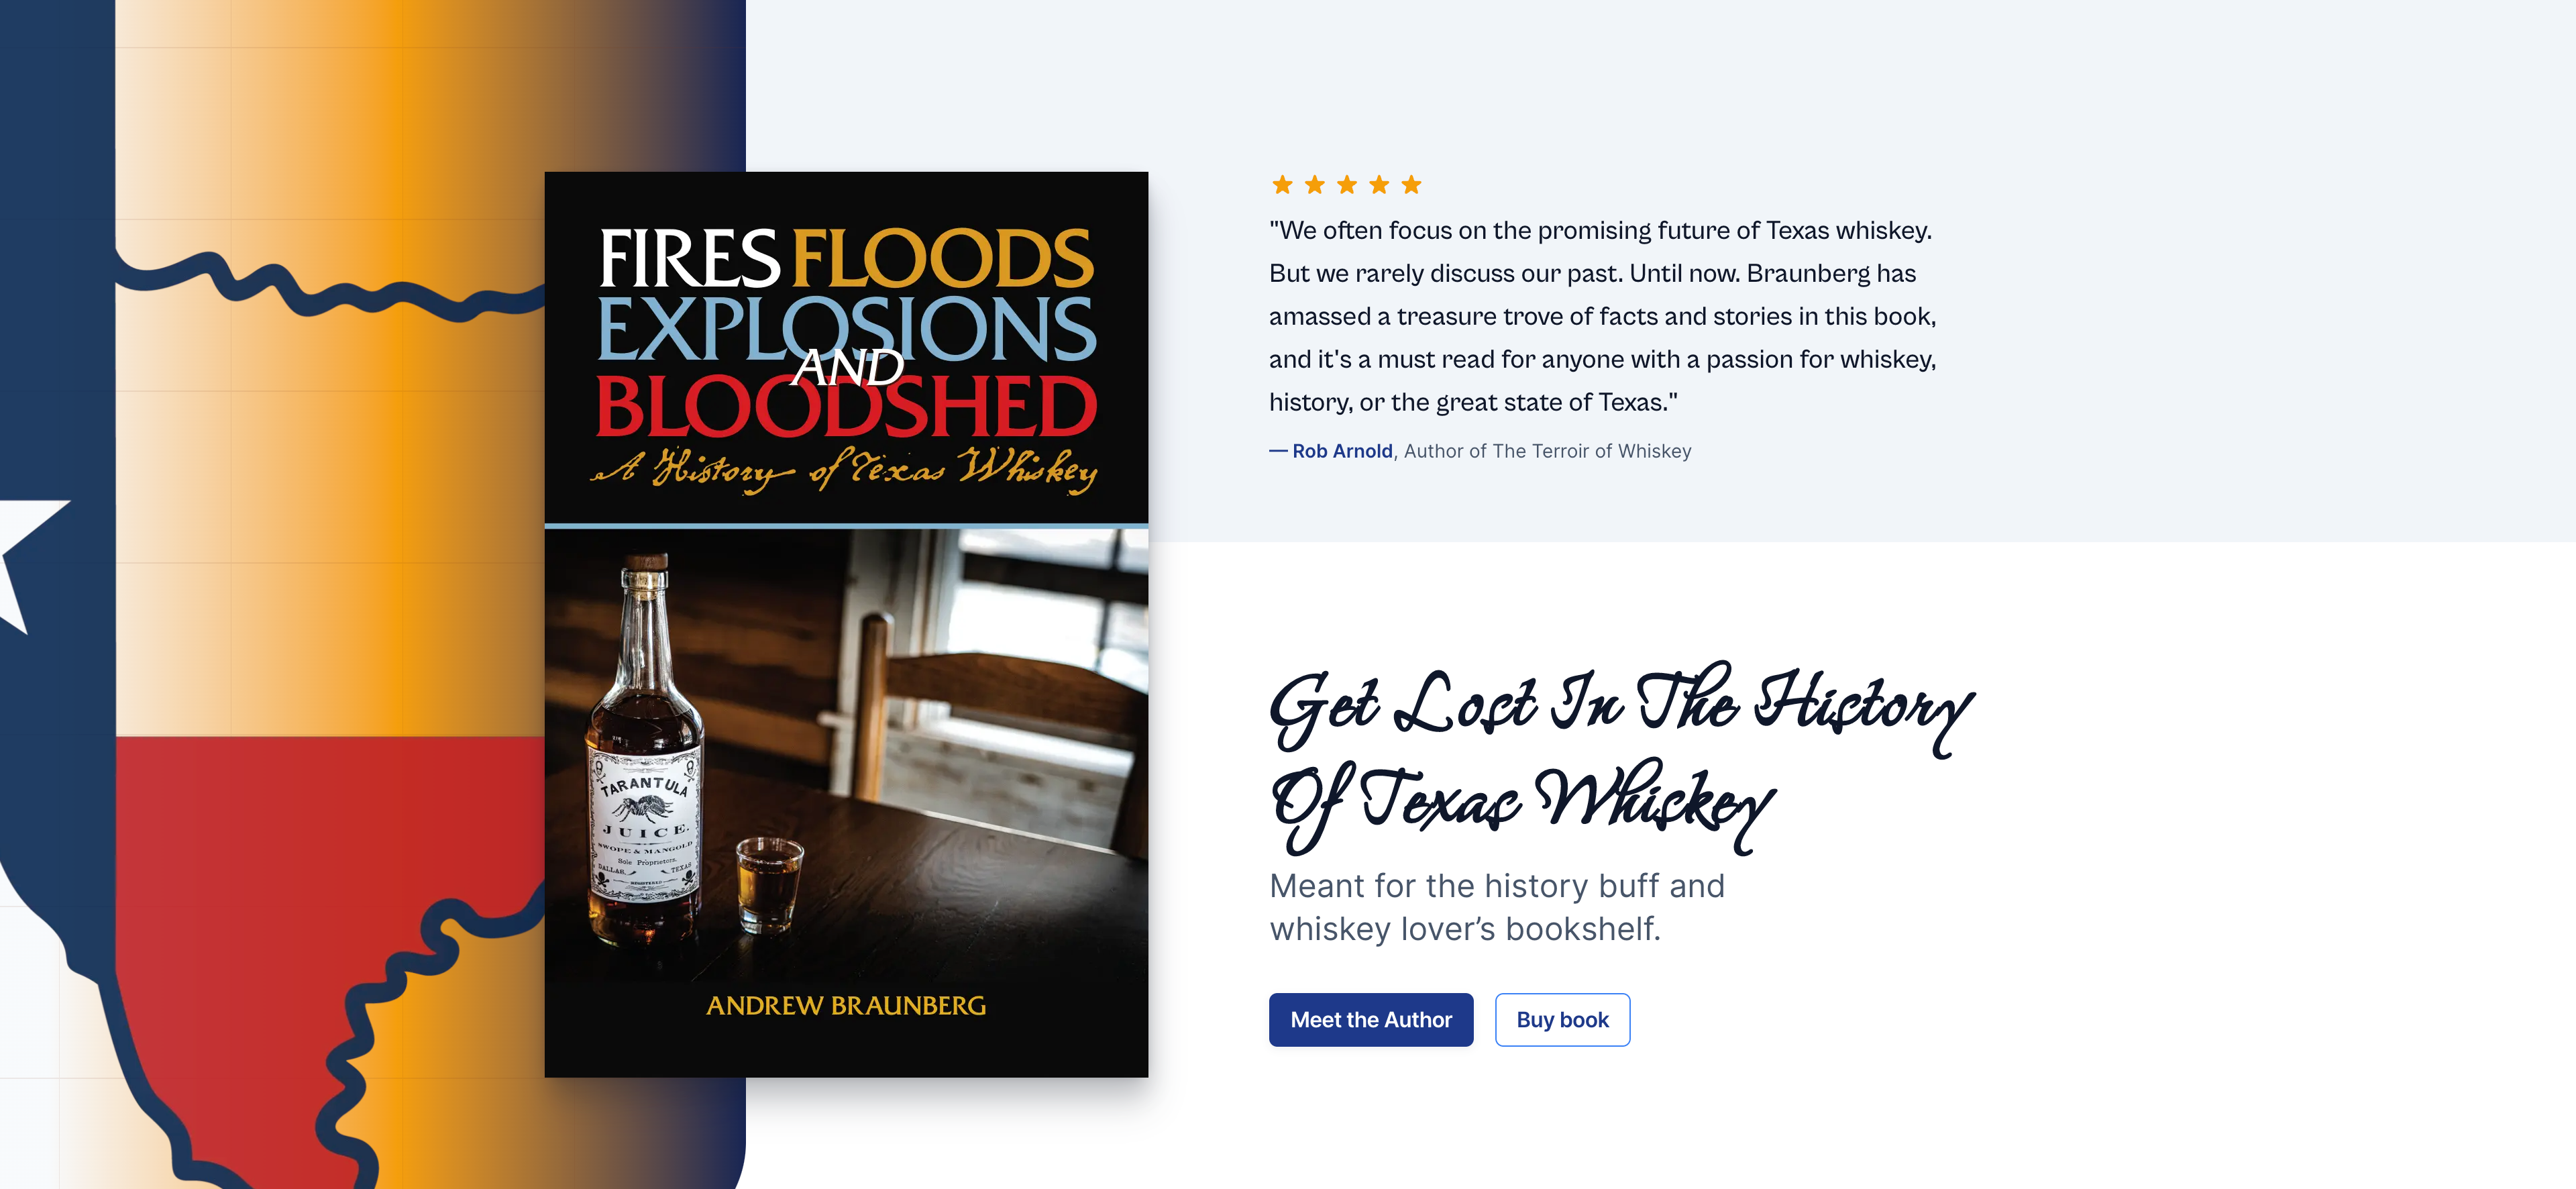 FIRES FLOODS
EXPLOSIONS
AND
BLOODSHED
A History of Texas Whiskey
TARANTULA
JUICE.
SWOPE & MANGOLD
Sole Proprietors.
DALLAS, TEXAS
REGISTERED
ANDREW BRAUNBERG
"We often focus on the promising future of Texas whiskey.
But we rarely discuss our past. Until now. Braunberg has
amassed a treasure trove of facts and stories in this book,
and it's a must read for anyone with a passion for whiskey,
history, or the great state of Texas."
— Rob Arnold, Author of The Terroir of Whiskey
Get Lost In The History
Of Texas Whiskey
Meant for the history buff and
whiskey lover’s bookshelf.
Meet the Author
Buy book